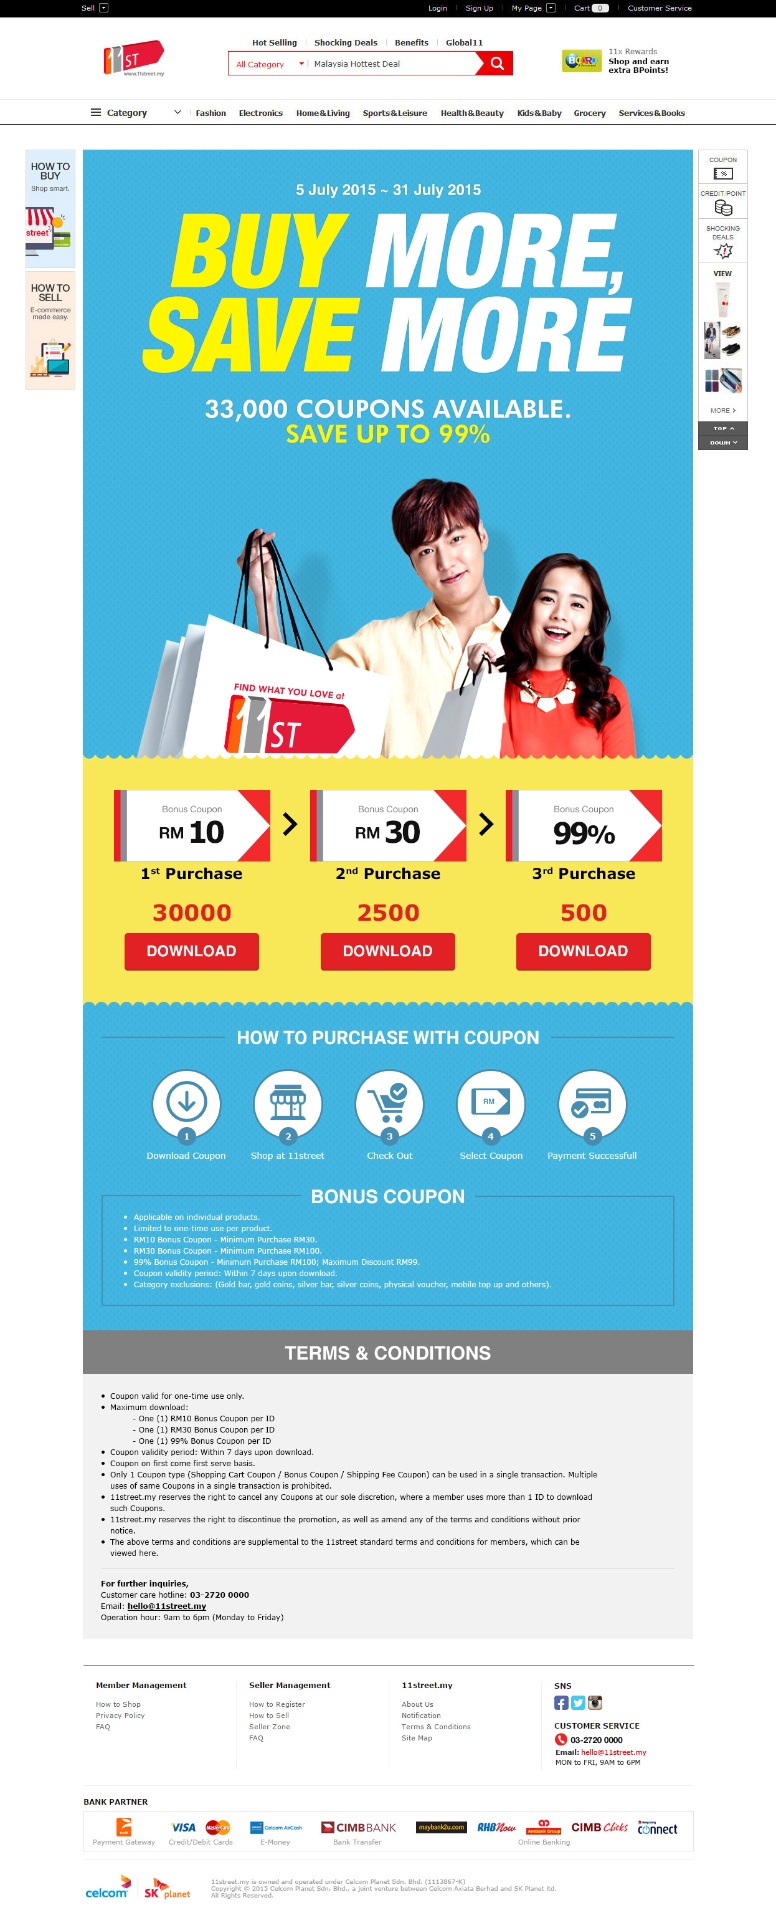 Sell
Login
Sign Up
My Page
Cart 0
Customer Service
11ST
www.11street.my
Hot Selling
Shocking Deals
Benefits
Global11
All Category
Malaysia Hottest Deal
11x Rewards
Shop and earn
extra BPoints!
Category
Fashion
Electronics
Home&Living
Sports&Leisure
Health&Beauty
Kids&Baby
Grocery
Services&Books
HOW TO
BUY
Shop smart.
street
HOW TO
SELL
E-commerce
made easy.
COUPON
CREDIT/POINT
SHOCKING
DEALS
VIEW
MORE >
TOP
DOWN
5 July 2015 ~ 31 July 2015
BUY MORE,
SAVE MORE
33,000 COUPONS AVAILABLE.
SAVE UP TO 99%
FIND WHAT YOU LOVE at
11ST
Bonus Coupon
RM 10
1st Purchase
30000
DOWNLOAD
Bonus Coupon
RM 30
2nd Purchase
2500
DOWNLOAD
Bonus Coupon
99%
3rd Purchase
500
DOWNLOAD
HOW TO PURCHASE WITH COUPON
1
Download Coupon
2
Shop at 11street
3
Check Out
RM
4
Select Coupon
5
Payment Successfull
BONUS COUPON
• Applicable on individual products.
• Limited to one-time use per product.
• RM10 Bonus Coupon - Minimum Purchase RM30.
• RM30 Bonus Coupon - Minimum Purchase RM100.
• 99% Bonus Coupon - Minimum Purchase RM100; Maximum Discount RM99.
• Coupon validity period: Within 7 days upon download.
• Category exclusions: (Gold bar, gold coins, silver bar, silver coins, physical voucher, mobile top up and others).
TERMS & CONDITIONS
• Coupon valid for one-time use only.
• Maximum download:
- One (1) RM10 Bonus Coupon per ID
- One (1) RM30 Bonus Coupon per ID
- One (1) 99% Bonus Coupon per ID
• Coupon validity period: Within 7 days upon download.
• Coupon on first come first serve basis.
• Only 1 Coupon type (Shopping Cart Coupon / Bonus Coupon / Shipping Fee Coupon) can be used in a single transaction. Multiple
uses of same Coupons in a single transaction is prohibited.
• 11street.my reserves the right to cancel any Coupons at our sole discretion, where a member uses more than 1 ID to download
such Coupons.
• 11street.my reserves the right to discontinue the promotion, as well as amend any of the terms and conditions without prior
notice.
• The above terms and conditions are supplemental to the 11street standard terms and conditions for members, which can be
viewed here.
For further inquiries,
Customer care hotline: 03-2720 0000
Email: hello@11street.my
Operation hour: 9am to 6pm (Monday to Friday)
Member Management
How to Shop
Privacy Policy
FAQ
Seller Management
How to Register
How to Sell
Seller Zone
FAQ
11street.my
About Us
Notification
Terms & Conditions
Site Map
SNS
CUSTOMER SERVICE
03-2720 0000
Email: hello@11street.my
MON to FRI, 9AM to 6PM
BANK PARTNER
Payment Gateway
VISA
MasterCard
Credit/Debit Cards
Celcom AirCash
E-Money
CIMB BANK
Bank Transfer
maybank2u.com
RHB Now
AmBank Group
CIMB Clicks
connect
Online Banking
celcom
SK planet
11street.my is owned and operated under Celcom Planet Sdn. Bhd. (1113867-K)
Copyright © 2015 Celcom Planet Sdn. Bhd., a joint venture between Celcom Axiata Berhad and SK Planet ltd.
All Rights Reserved.